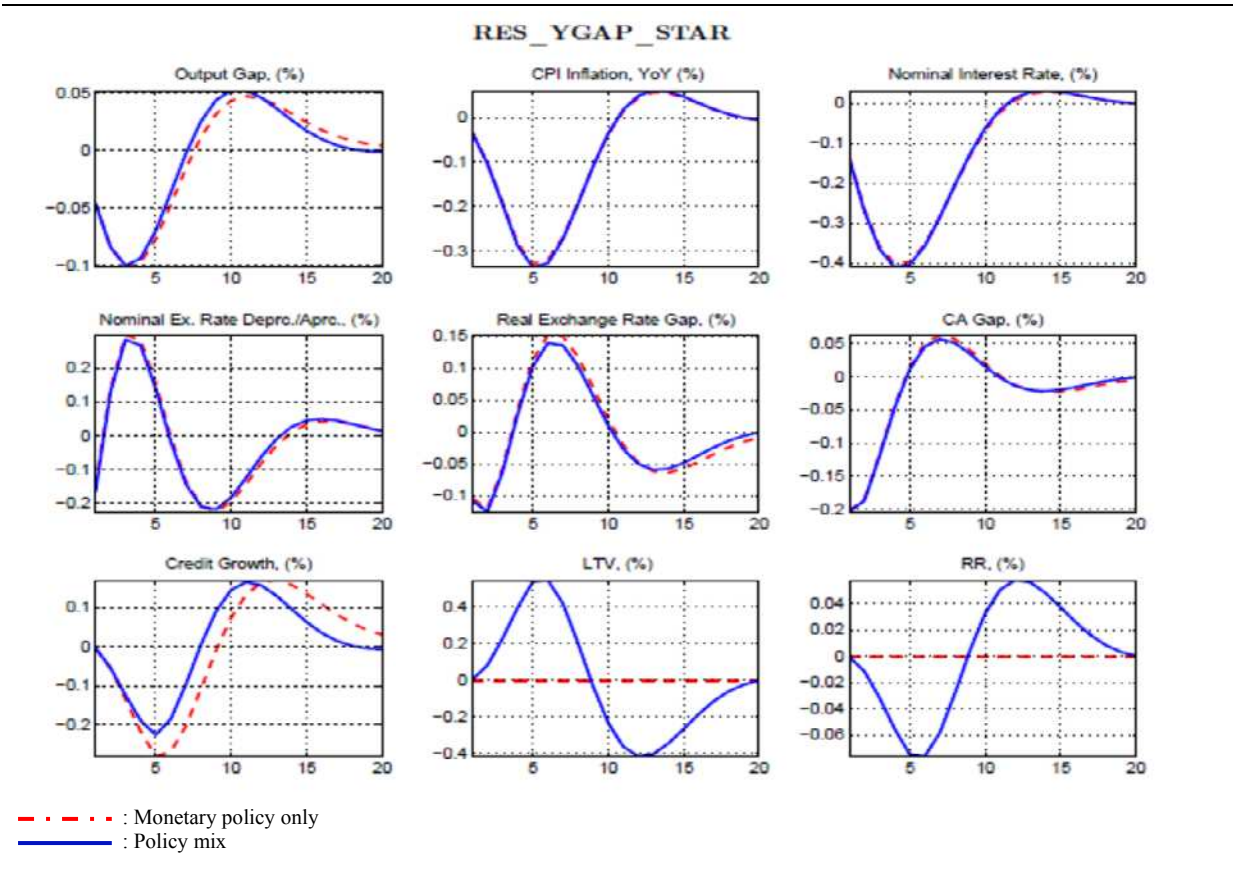 RES_YGAP_STAR
Output Gap, (%)
CPI Inflation, YoY (%)
Nominal Interest Rate, (%)
0.05
0
−0.05
−0.1
5 10 15 20
0
−0.1
−0.2
−0.3
5 10 15 20
0
−0.1
−0.2
−0.3
−0.4
5 10 15 20
Nominal Ex. Rate Deprc./Aprc., (%)
Real Exchange Rate Gap, (%)
CA Gap, (%)
0.2
0.1
0
−0.1
−0.2
5 10 15 20
0.15
0.1
0.05
0
−0.05
−0.1
5 10 15 20
0.05
0
−0.05
−0.1
−0.15
−0.2
5 10 15 20
Credit Growth, (%)
LTV, (%)
RR, (%)
0.1
0
−0.1
−0.2
5 10 15 20
0.4
0.2
0
−0.2
−0.4
5 10 15 20
0.04
0.02
0
−0.02
−0.04
−0.06
5 10 15 20
: Monetary policy only
: Policy mix